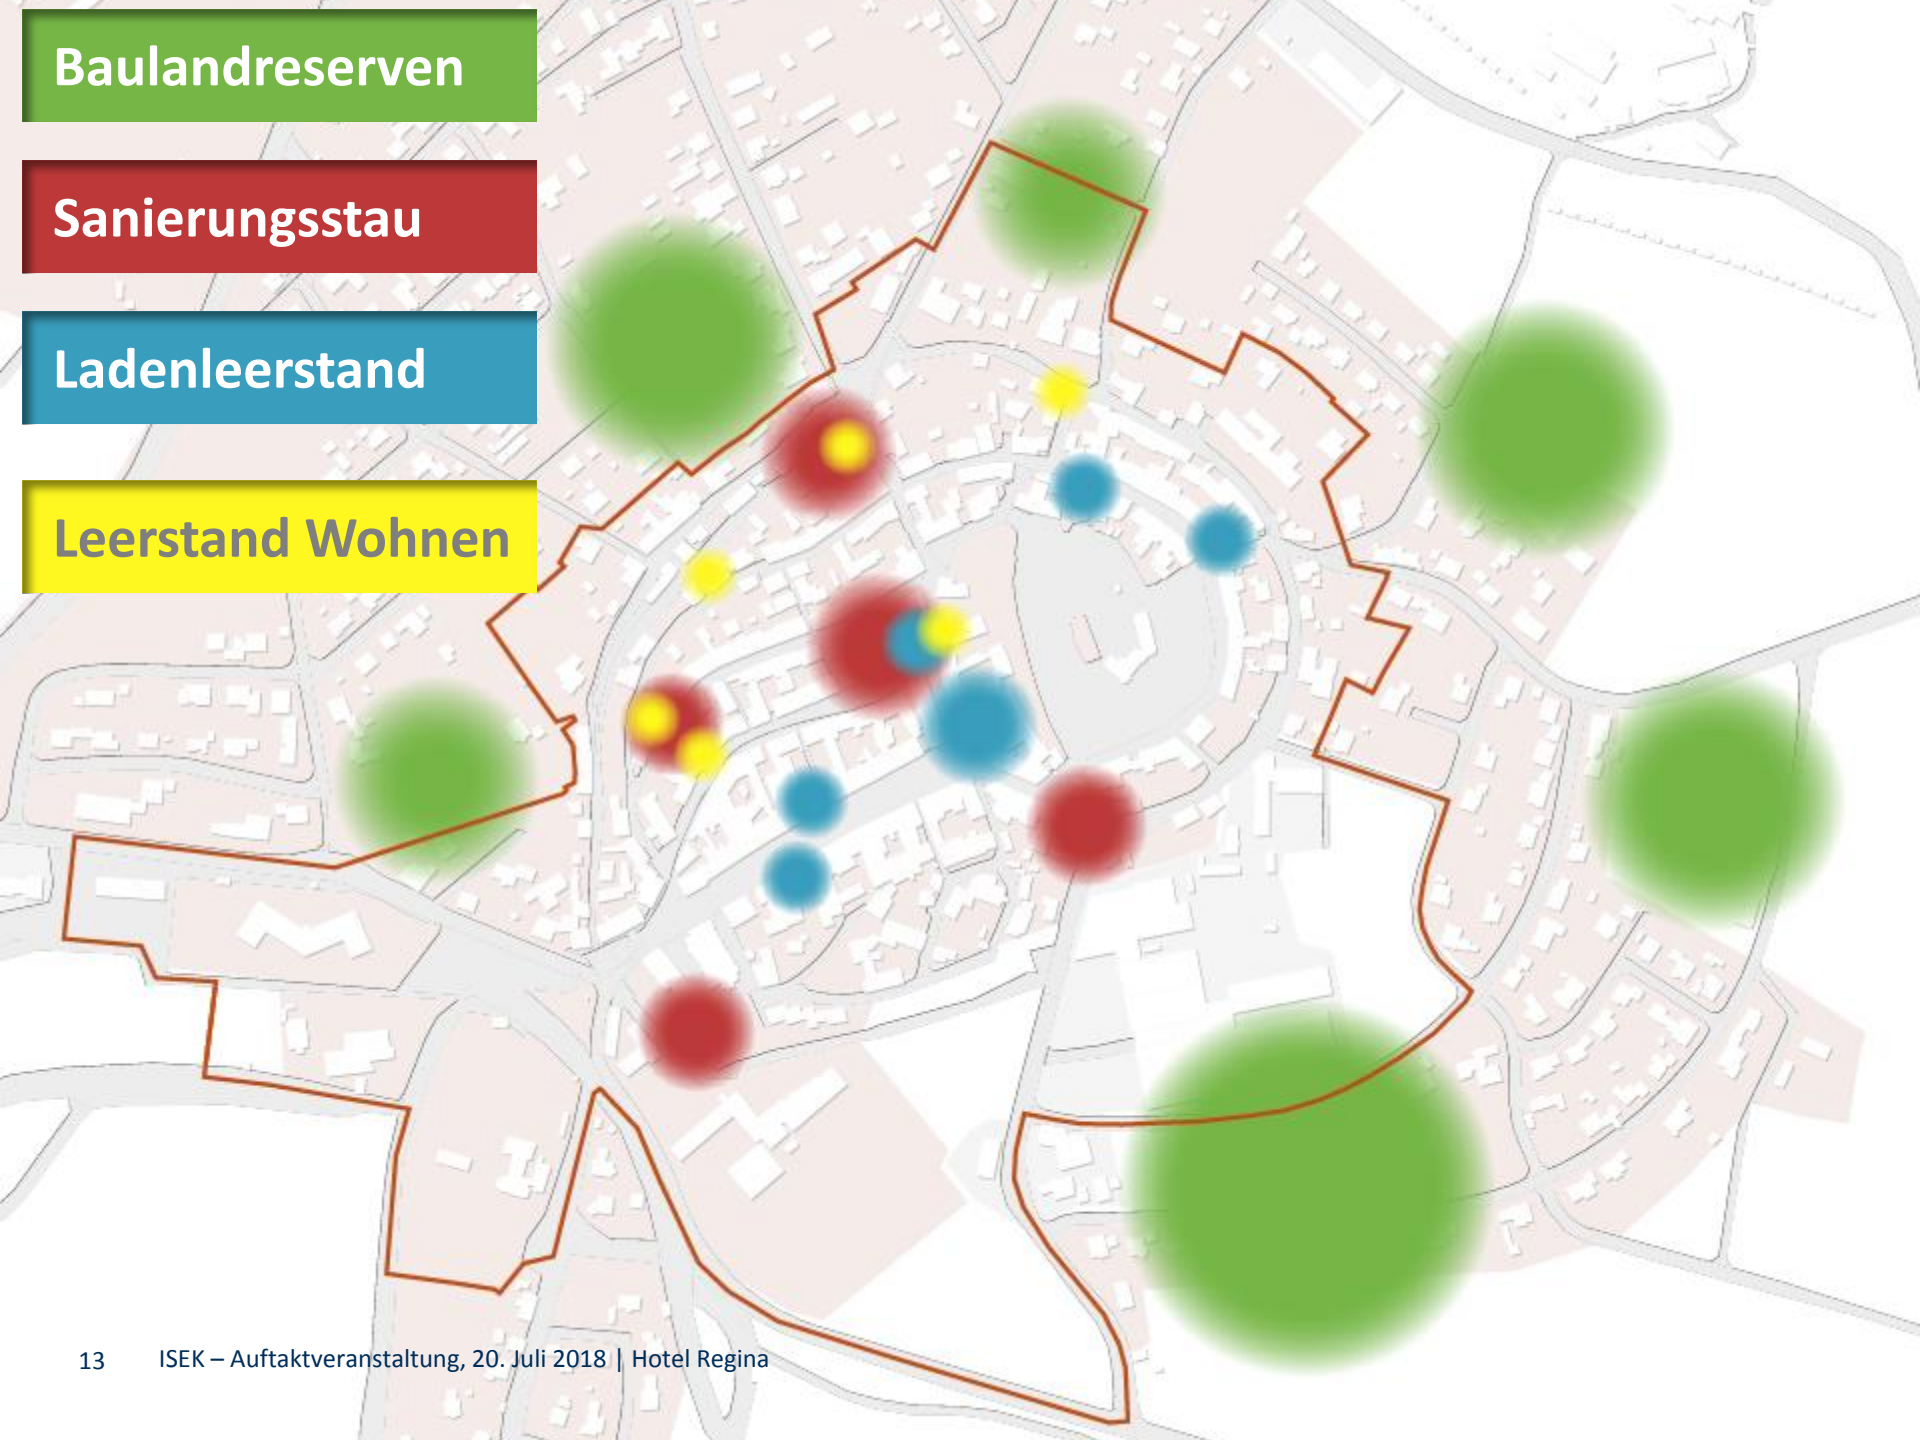 Baulandreserven
Sanierungsstau
Ladenleerstand
Leerstand Wohnen
13 ISEK – Auftaktveranstaltung, 20. Juli 2018 | Hotel Regina